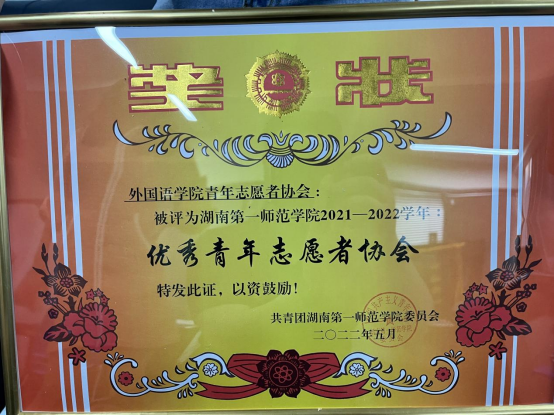 奖 状
外国语学院青年志愿者协会：
被评为湖南第一师范学院2021—2022学年：
优秀青年志愿者协会
特发此证，以资鼓励！
共青团湖南第一师范学院委员会
二〇二二年五月